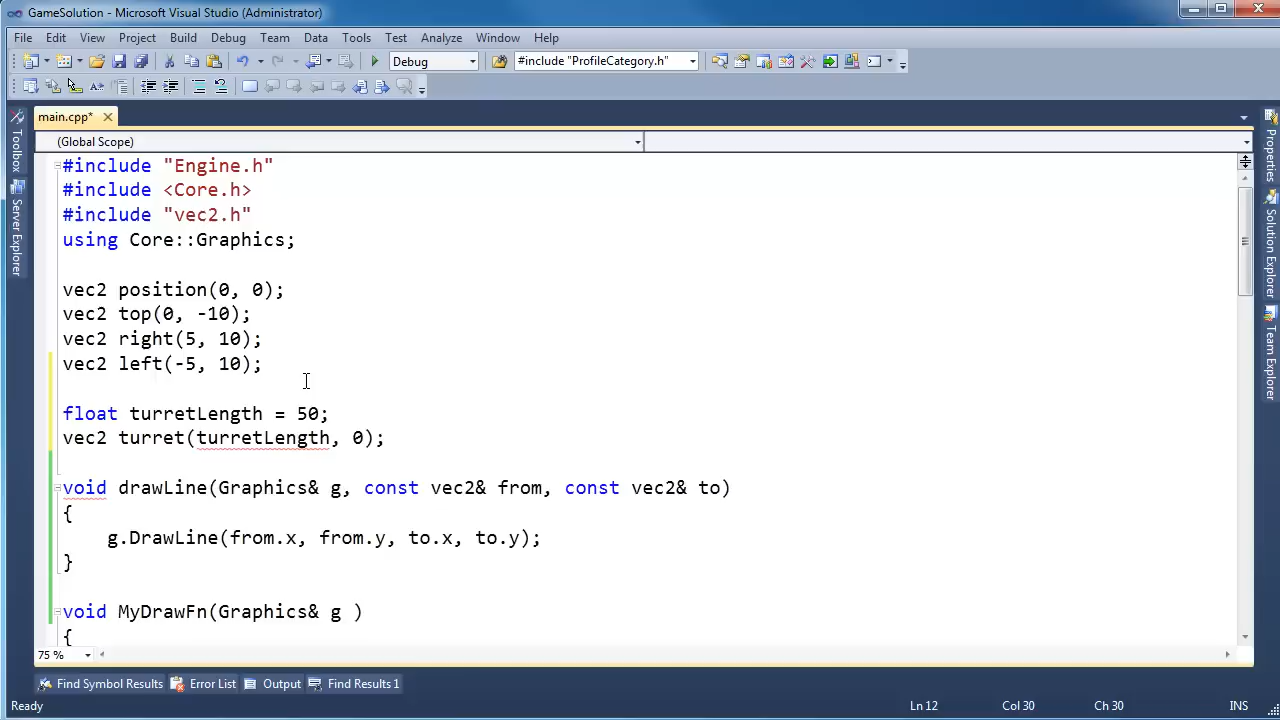 GameSolution - Microsoft Visual Studio (Administrator)
File Edit View Project Build Debug Team Data Tools Test Analyze Window Help
Debug #include "ProfileCategory.h"
main.cpp*
(Global Scope)
#include "Engine.h"
#include <Core.h>
#include "vec2.h"
using Core::Graphics;
vec2 position(0, 0);
vec2 top(0, -10);
vec2 right(5, 10);
vec2 left(-5, 10);
float turretLength = 50;
vec2 turret(turretLength, 0);
void drawLine(Graphics& g, const vec2& from, const vec2& to)
{
g.DrawLine(from.x, from.y, to.x, to.y);
}
void MyDrawFn(Graphics& g )
{
75 %
Toolbox
Server Explorer
Properties
Solution Explorer
Team Explorer
Find Symbol Results Error List Output Find Results 1
Ready Ln 12 Col 30 Ch 30 INS